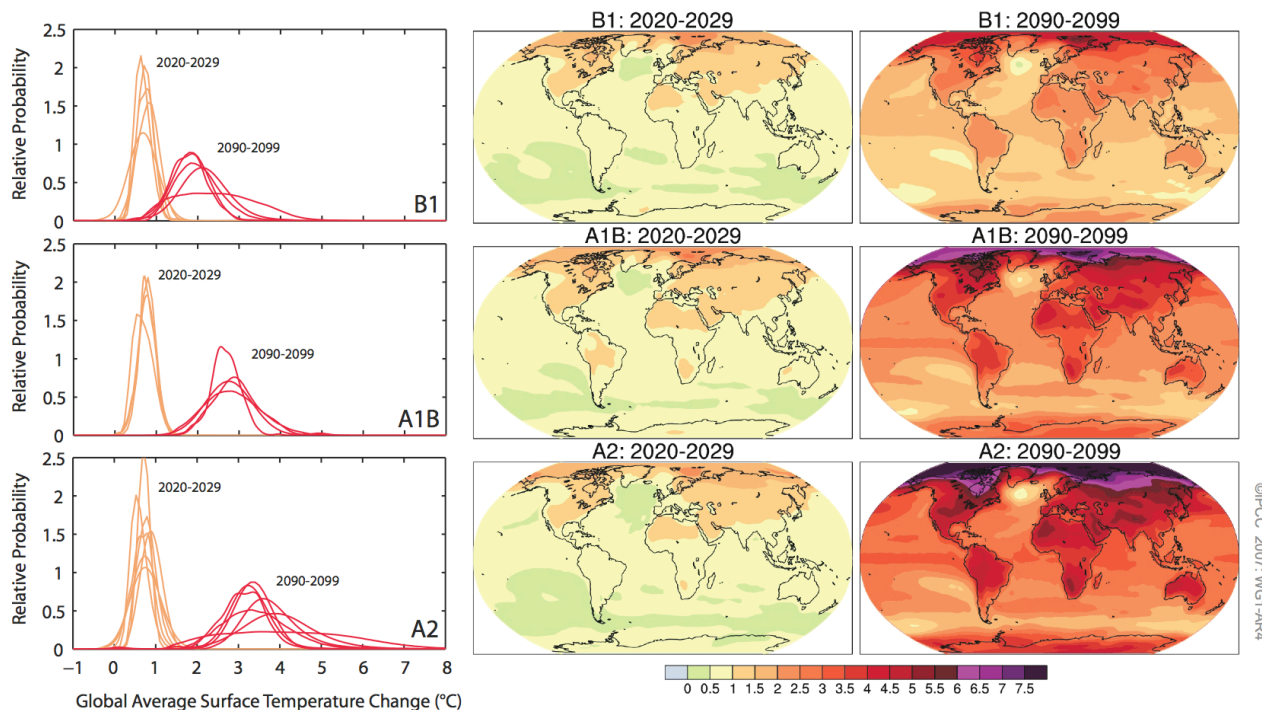 B1: 2020-2029
B1: 2090-2099
Relative Probability
2.5
2
1.5
1
0.5
0
2020-2029
2090-2099
B1
A1B: 2020-2029
A1B: 2090-2099
Relative Probability
2.5
2
1.5
1
0.5
0
2020-2029
2090-2099
A1B
A2: 2020-2029
A2: 2090-2099
Relative Probability
2.5
2
1.5
1
0.5
0
2020-2029
2090-2099
A2
−1 0 1 2 3 4 5 6 7 8
Global Average Surface Temperature Change (°C)
0 0.5 1 1.5 2 2.5 3 3.5 4 4.5 5 5.5 6 6.5 7 7.5
©IPCC 2007: WG1-AR4